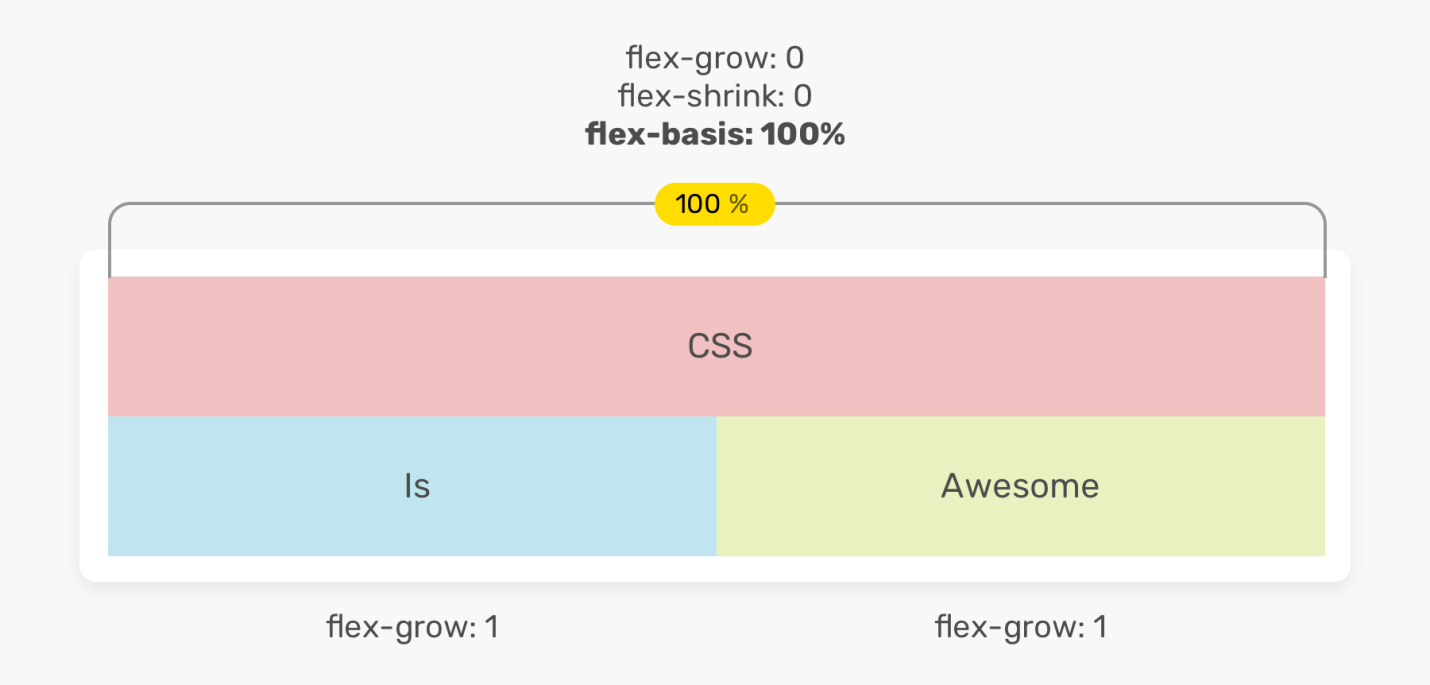 flex-grow: 0
flex-shrink: 0
flex-basis: 100%
100 %
CSS
Is
Awesome
flex-grow: 1
flex-grow: 1